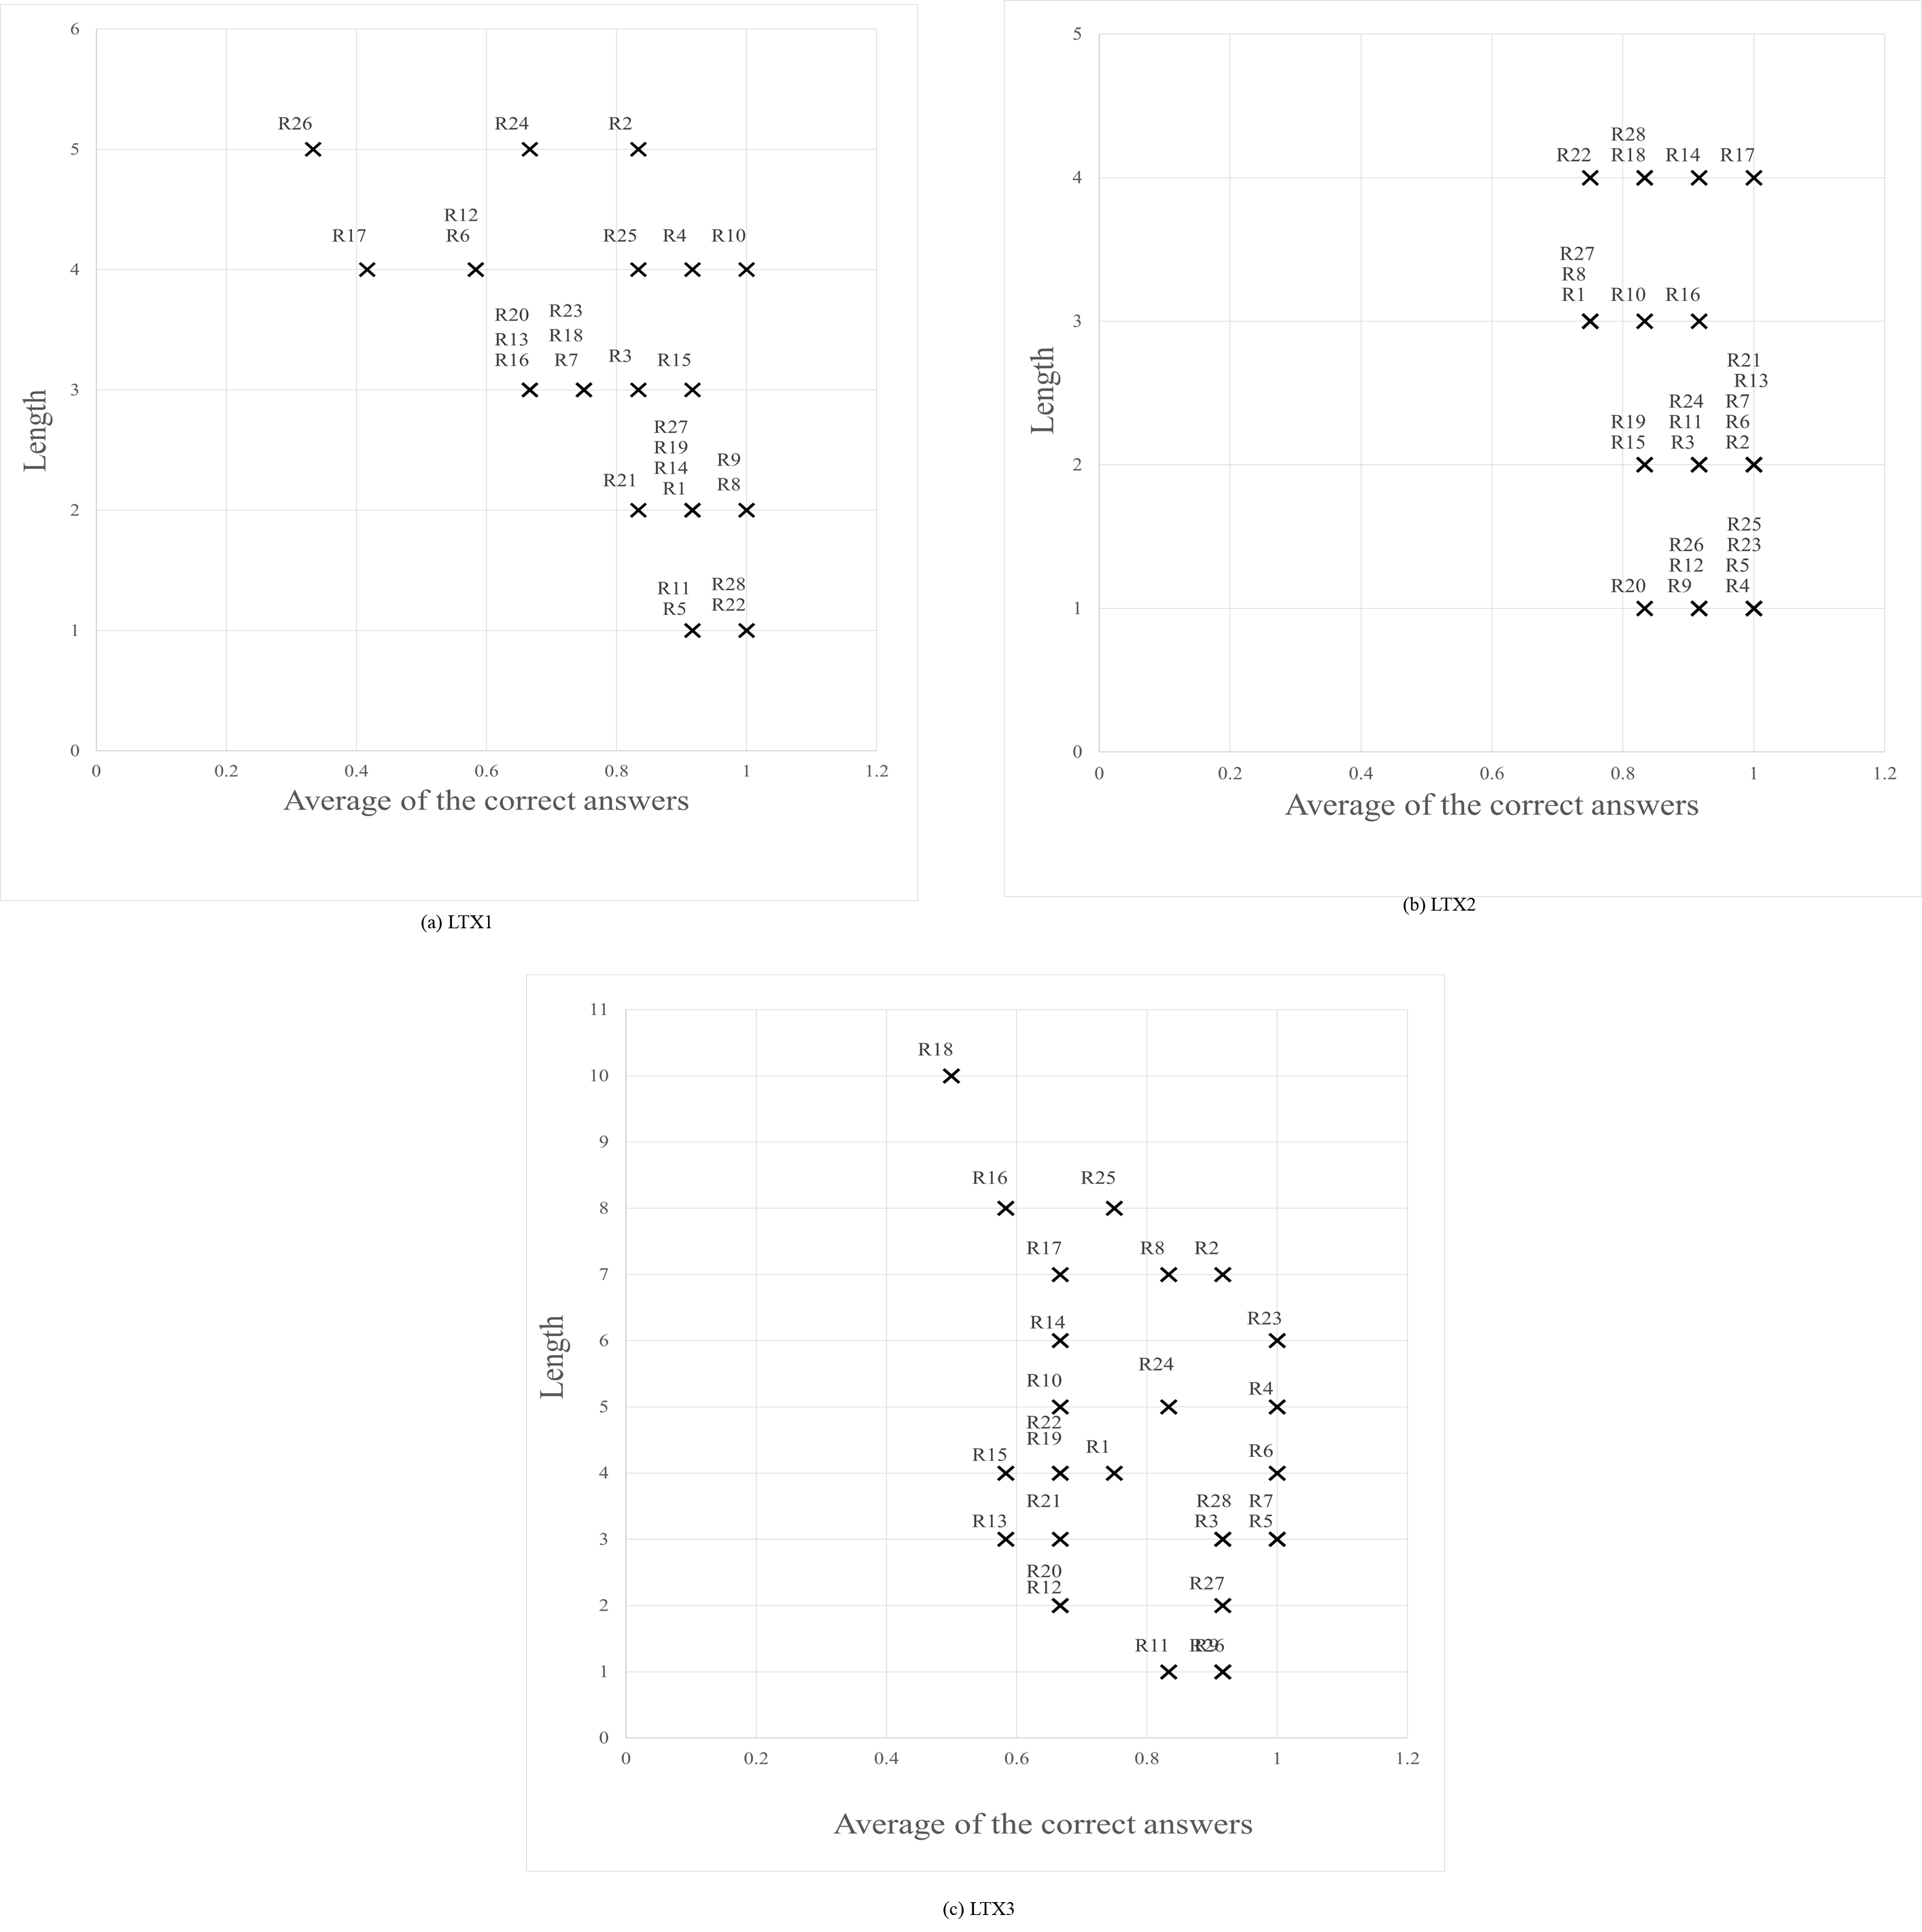 6
R26 R24 R2
5
R12
R17 R6 R25 R4 R10
4
R20 R23
R13 R18
R16 R7 R3 R15
3
R27
R19 R9
R14 R8
R21 R1
2
R11 R28
R5 R22
1
0
0 0.2 0.4 0.6 0.8 1 1.2
Length
Average of the correct answers
(a) LTX1
5
R28
R22 R18 R14 R17
4
R27
R8
R1 R10 R16
3
R21
R13
R24 R7
R19 R11 R6
R15 R3 R2
2
R25
R26 R23
R12 R5
R20 R9 R4
1
0
0 0.2 0.4 0.6 0.8 1 1.2
Length
Average of the correct answers
(b) LTX2
11
R18
10
9
R16 R25
8
R17 R8 R2
7
R14 R23
6
R24
R10 R4
5
R22
R19
R15 R1 R6
4
R21 R28 R7
R13 R3 R5
3
R20
R12 R27
2
R11 R9 R26
1
0
0 0.2 0.4 0.6 0.8 1 1.2
Length
Average of the correct answers
(c) LTX3